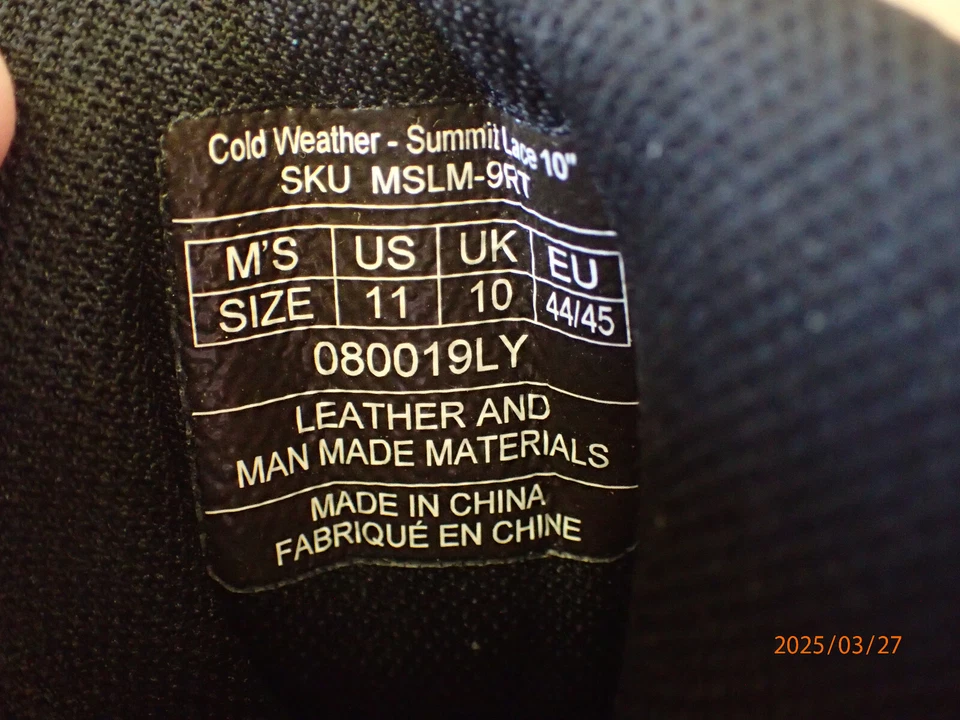 Cold Weather - Summit Lace 10"
SKU MSLM-9RT
M'S US UK EU
SIZE 11 10 44/45
080019LY
LEATHER AND
MAN MADE MATERIALS
MADE IN CHINA
FABRIQUÉ EN CHINE
2025/03/27